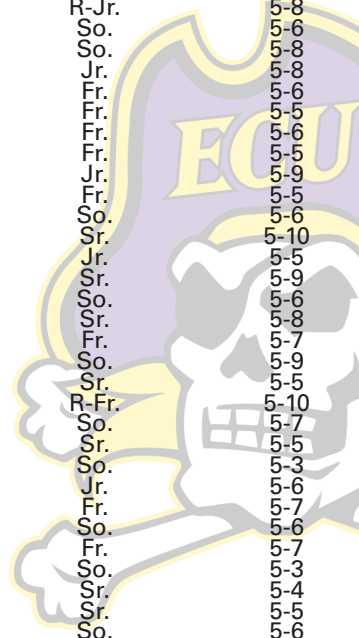 R-Jr. 5-8
So. 5-6
So. 5-8
Jr. 5-8
Fr. 5-6
Fr. 5-5
Fr. 5-6
Fr. 5-5
Jr. 5-9
Fr. 5-5
So. 5-6
Sr. 5-10
Jr. 5-5
Sr. 5-9
So. 5-6
Sr. 5-8
Fr. 5-7
So. 5-9
Sr. 5-5
R-Fr. 5-10
So. 5-7
Sr. 5-5
So. 5-3
Jr. 5-6
Fr. 5-7
So. 5-6
Fr. 5-7
So. 5-3
Sr. 5-4
Sr. 5-5
So. 5-6
ECU